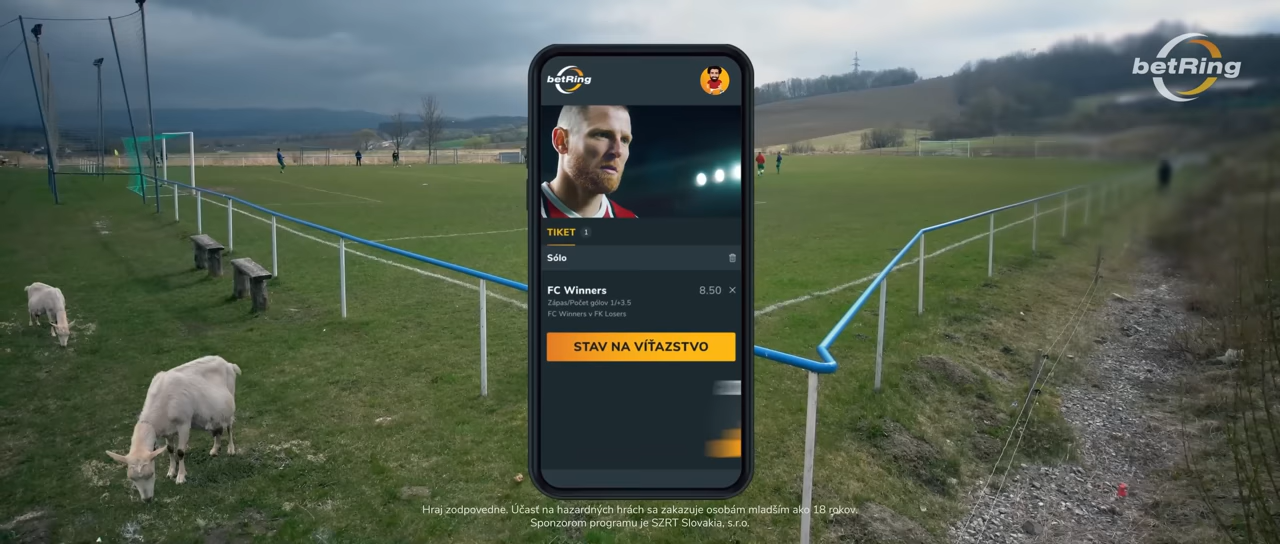 betRing
betRing
TIKET 1
Sólo
FC Winners 8.50 ×
Zápas/Počet gólov 1/+3.5
FC Winners v FK Losers
STAV NA VÍŤAZSTVO
Hraj zodpovedne. Účasť na hazardných hrách sa zakazuje osobám mladším ako 18 rokov.
Sponzorom programu je SZRT Slovakia, s.r.o.